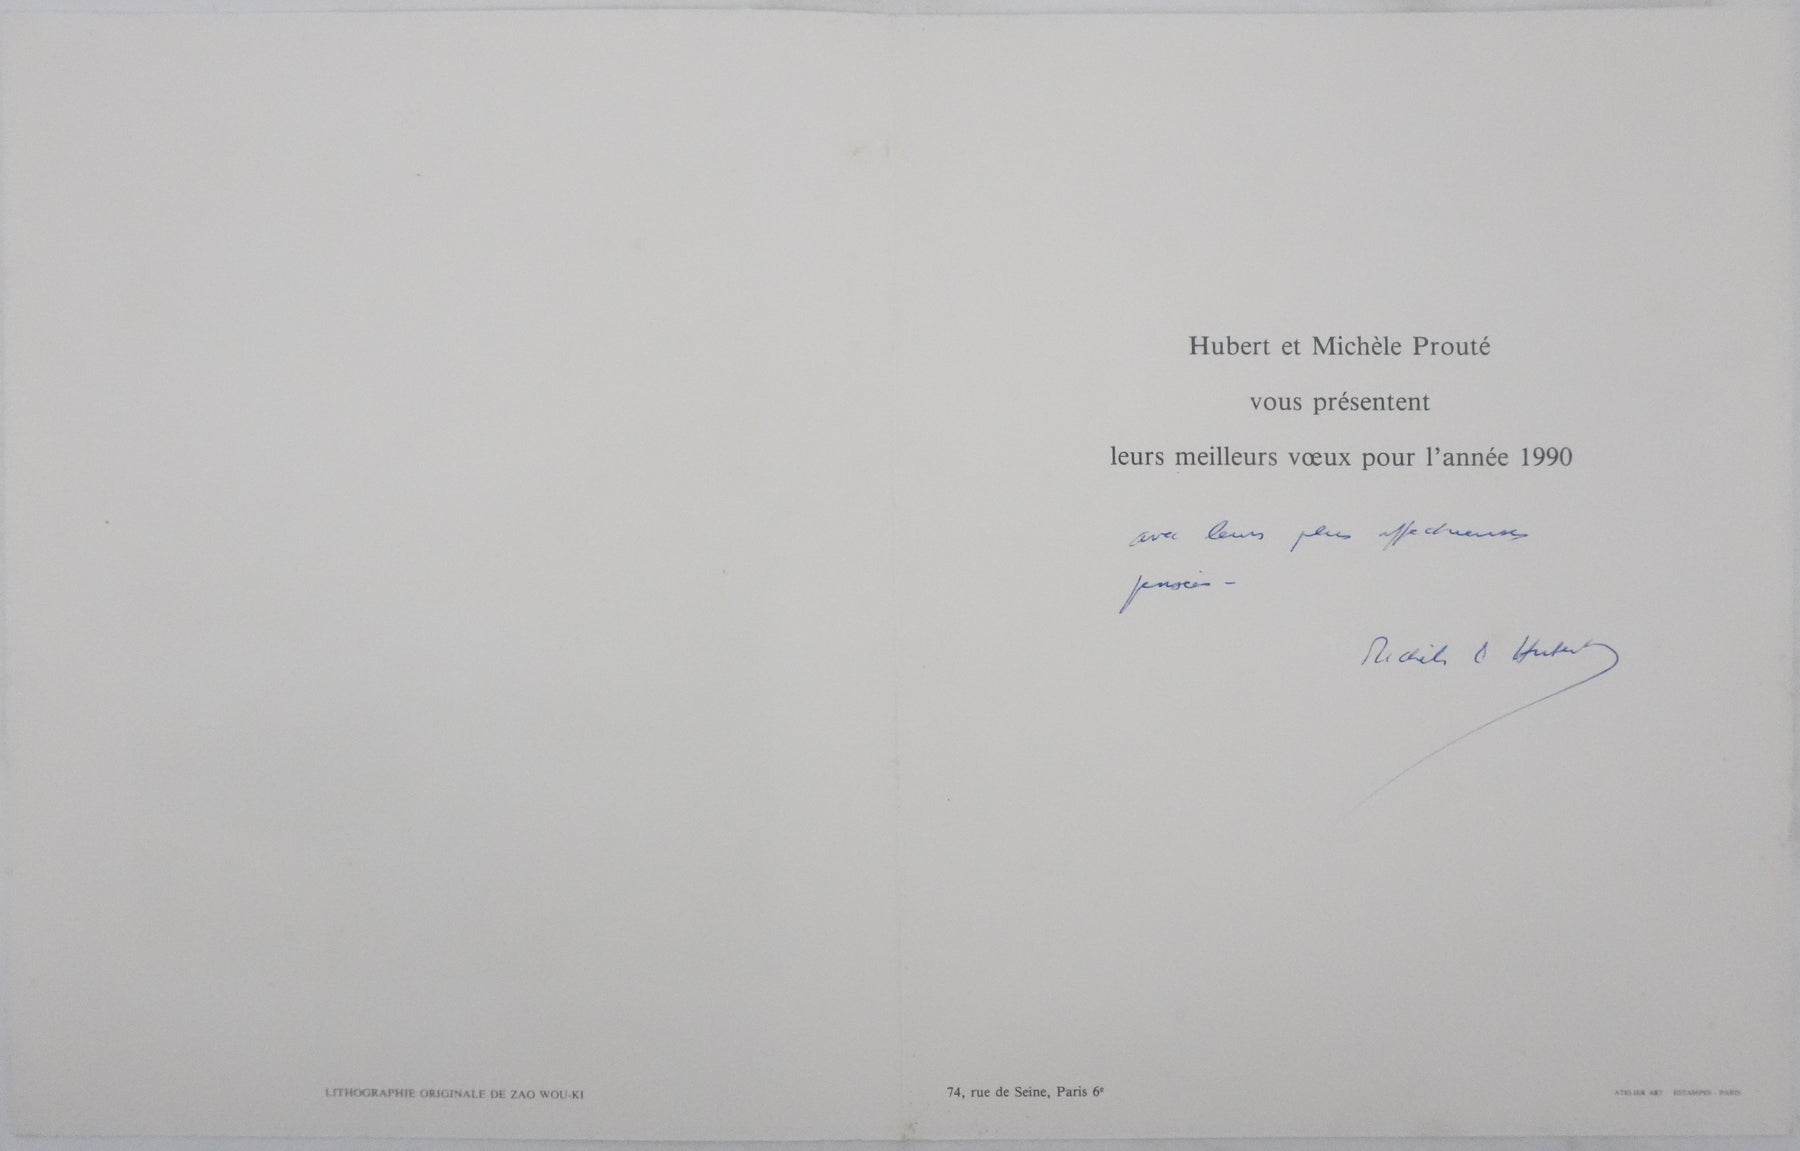 Hubert et Michèle Prouté
vous présentent
leurs meilleurs vœux pour l'année 1990
avec leurs plus affectueuses
pensées -
Michèle & Hubert
LITHOGRAPHIE ORIGINALE DE ZAO WOU-KI
74, rue de Seine, Paris 6e
ATELIER ART ESTAMPES - PARIS